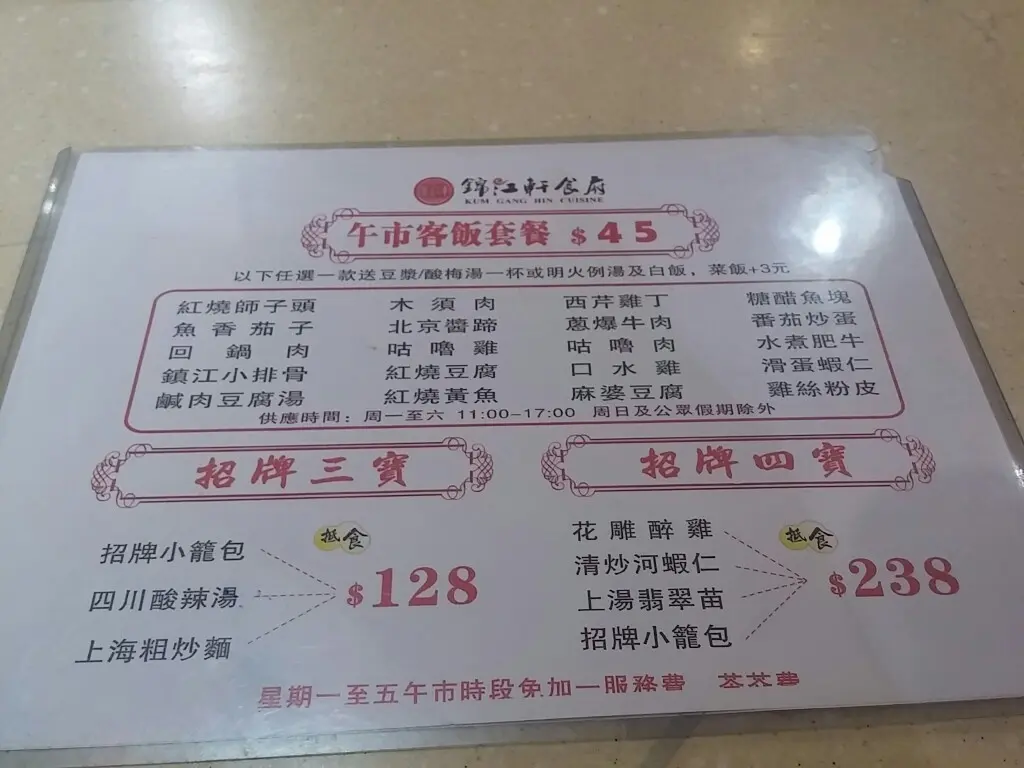 錦江軒食府
KUM GANG HIN CUISINE
午市客飯套餐 $45
以下任選一款送豆漿/酸梅湯一杯或明火例湯及白飯，菜飯+3元
紅燒師子頭 木須肉 西芹雞丁 糖醋魚塊
魚香茄子 北京醬蹄 蔥爆牛肉 番茄炒蛋
回鍋肉 咕嚕雞 咕嚕肉 水煮肥牛
鎮江小排骨 紅燒豆腐 口水雞 滑蛋蝦仁
鹹肉豆腐湯 紅燒黃魚 麻婆豆腐 雞絲粉皮
供應時間：周一至六 11:00-17:00 周日及公眾假期除外
招牌三寶
抵食
招牌小籠包
四川酸辣湯
上海粗炒麵
$128
招牌四寶
抵食
花雕醉雞
清炒河蝦仁
上湯翡翠苗
招牌小籠包
$238
星期一至五午市時段免加一服務費 茶芥費